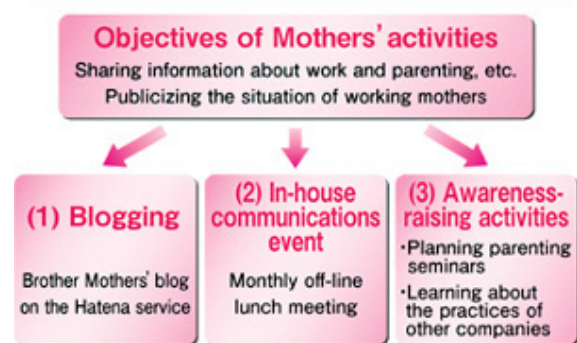 Objectives of Mothers' activities
Sharing information about work and parenting, etc.
Publicizing the situation of working mothers
(1) Blogging
Brother Mothers' blog
on the Hatena service
(2) In-house
communications
event
Monthly off-line
lunch meeting
(3) Awareness-
raising activities
・Planning parenting
seminars
・Learning about
the practices of
other companies